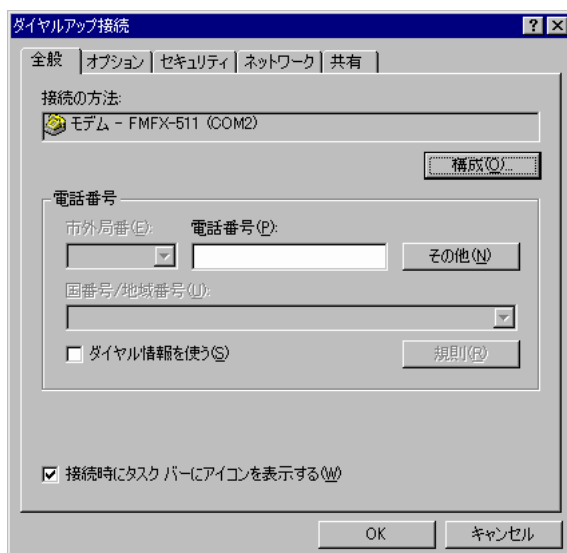 ダイヤルアップ接続
全般 オプション セキュリティ ネットワーク 共有
接続の方法:
モデム - FMFX-511 (COM2)
構成(O)...
電話番号
市外局番(E): 電話番号(P):
その他(N)
国番号/地域番号(U):
ダイヤル情報を使う(S) 規則(R)
接続時にタスク バーにアイコンを表示する(W)
OK キャンセル